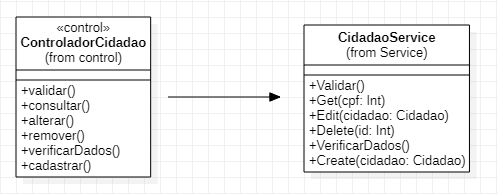 «control»
ControladorCidadao
(from control)
+validar()
+consultar()
+alterar()
+remover()
+verificarDados()
+cadastrar()
CidadaoService
(from Service)
+Validar()
+Get(cpf: Int)
+Edit(cidadao: Cidadao)
+Delete(id: Int)
+VerificarDados()
+Create(cidadao: Cidadao)